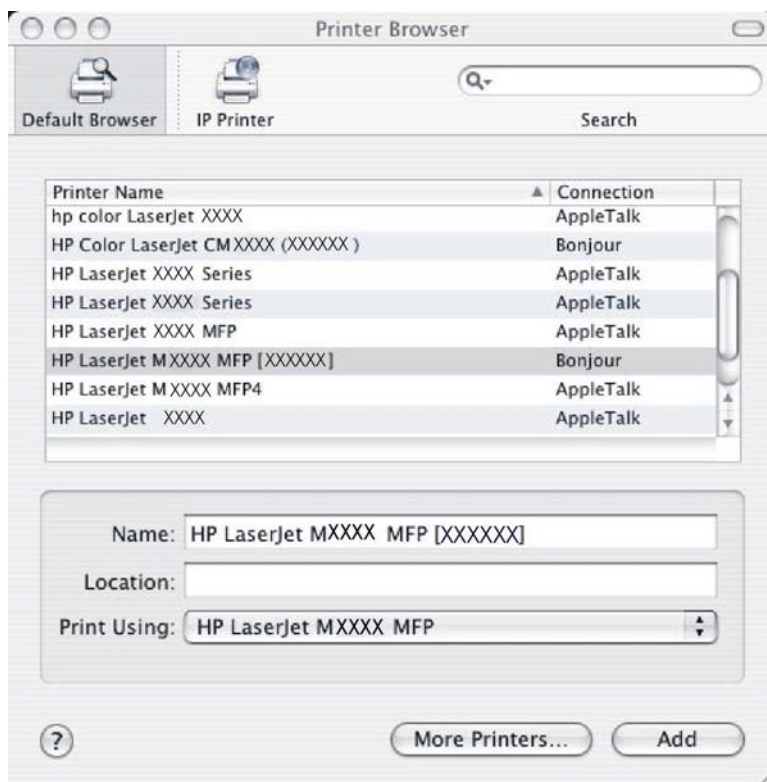 Printer Browser
Default Browser IP Printer Search
Printer Name Connection
hp color LaserJet XXXX AppleTalk
HP Color LaserJet CM XXXX (XXXXXX ) Bonjour
HP LaserJet XXXX Series AppleTalk
HP LaserJet XXXX Series AppleTalk
HP LaserJet XXXX MFP AppleTalk
HP LaserJet M XXXX MFP [XXXXXX] Bonjour
HP LaserJet M XXXX MFP4 AppleTalk
HP LaserJet XXXX AppleTalk
Name: HP LaserJet MXXXX MFP [XXXXXX]
Location:
Print Using: HP LaserJet MXXXX MFP
? More Printers... Add